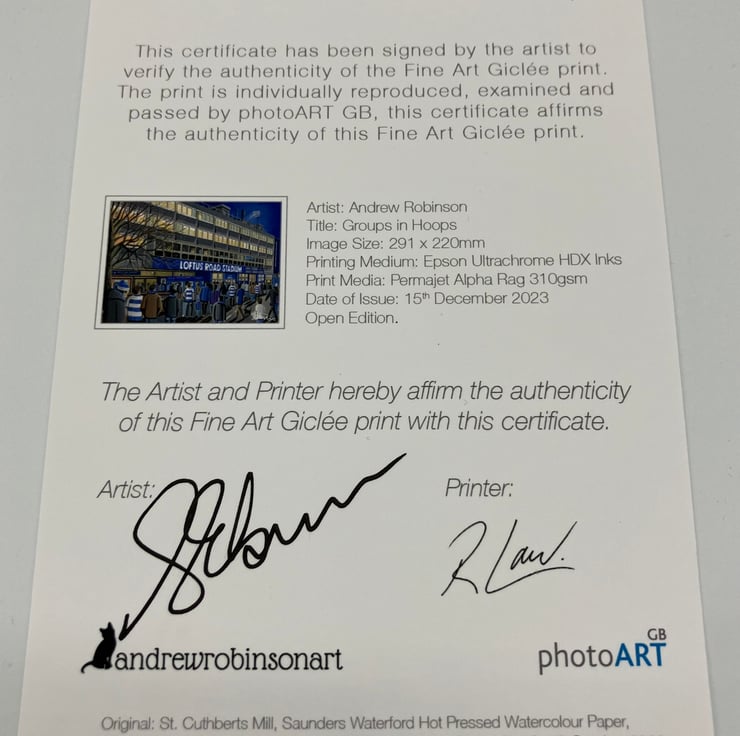 This certificate has been signed by the artist to
verify the authenticity of the Fine Art Giclée print.
The print is individually reproduced, examined and
passed by photoART GB, this certificate affirms
the authenticity of this Fine Art Giclée print.
LOFTUS ROAD STADIUM
Artist: Andrew Robinson
Title: Groups in Hoops
Image Size: 291 x 220mm
Printing Medium: Epson Ultrachrome HDX Inks
Print Media: Permajet Alpha Rag 310gsm
Date of Issue: 15th December 2023
Open Edition.
The Artist and Printer hereby affirm the authenticity
of this Fine Art Giclée print with this certificate.
Artist:
Printer:
R Law.
andrewrobinsonart
photoART GB
Original: St. Cuthberts Mill, Saunders Waterford Hot Pressed Watercolour Paper,